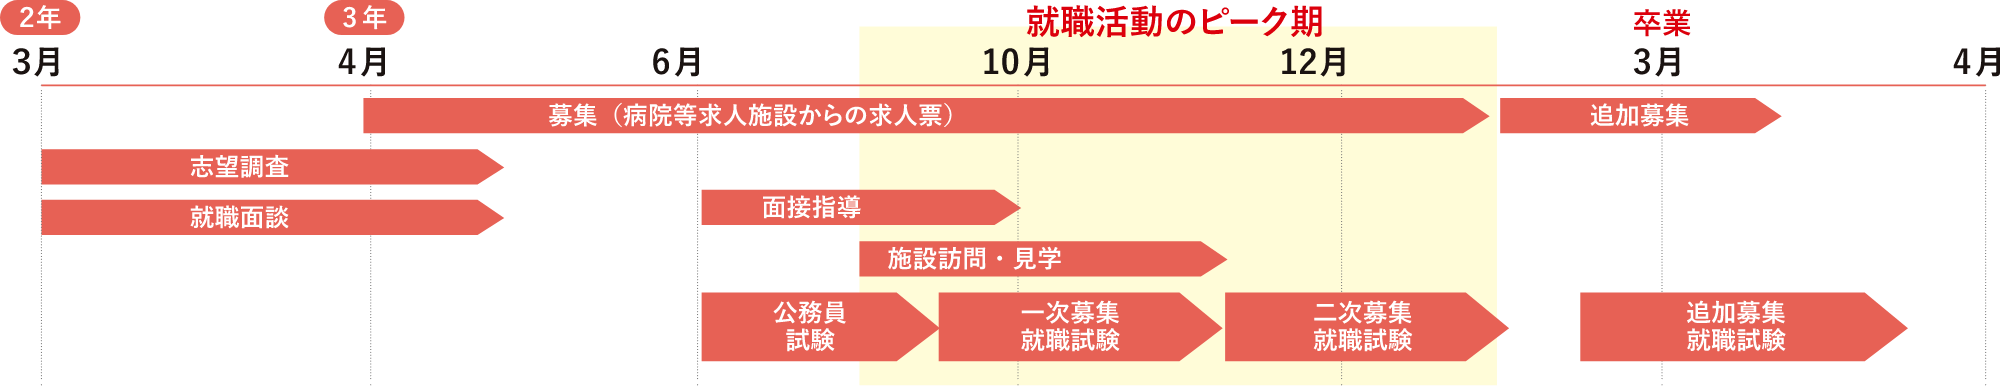 2年
3年
就職活動のピーク期
卒業
3月
4月
6月
10月
12月
3月
4月
募集（病院等求人施設からの求人票）
追加募集
志望調査
就職面談
面接指導
施設訪問・見学
公務員
試験
一次募集
就職試験
二次募集
就職試験
追加募集
就職試験